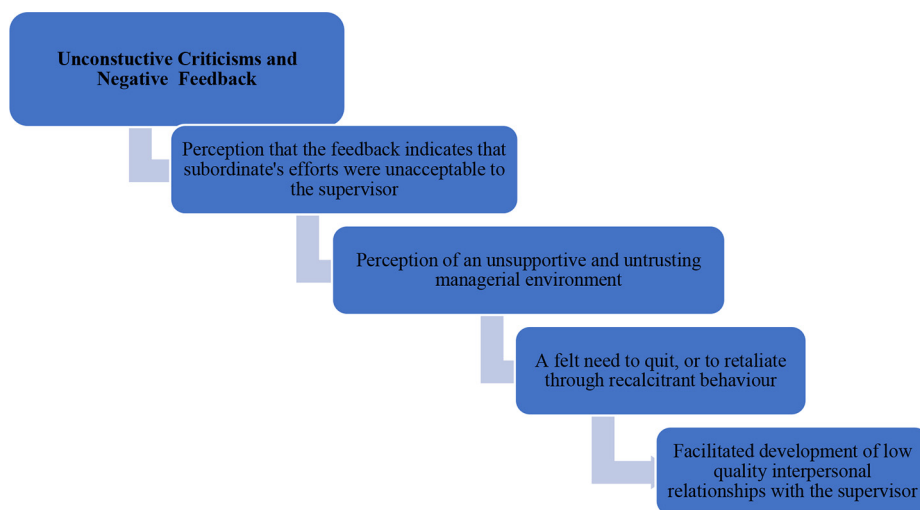 Unconstuctive Criticisms and
Negative Feedback
Perception that the feedback indicates that
subordinate's efforts were unacceptable to
the supervisor
Perception of an unsupportive and untrusting
managerial environment
A felt need to quit, or to retaliate
through recalcitrant behaviour
Facilitated development of low
quality interpersonal
relationships with the supervisor